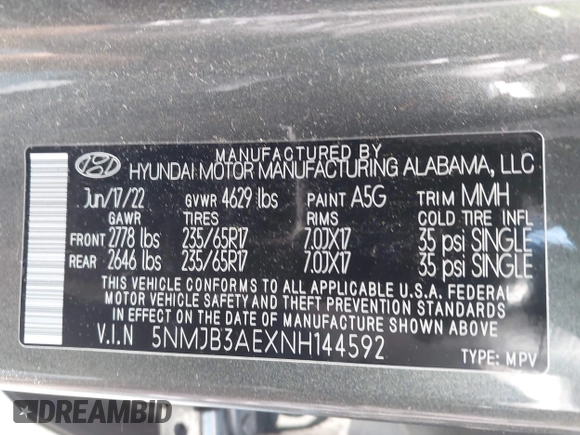 MANUFACTURED BY
HYUNDAI MOTOR MANUFACTURING ALABAMA, LLC
Jun/17/22 GVWR 4629 lbs PAINT A5G TRIM MMH
GAWR TIRES RIMS COLD TIRE INFL
FRONT 2778 lbs 235/65R17 7.0JX17 35 psi SINGLE
REAR 2646 lbs 235/65R17 7.0JX17 35 psi SINGLE
THIS VEHICLE CONFORMS TO ALL APPLICABLE U.S.A. FEDERAL
MOTOR VEHICLE SAFETY AND THEFT PREVENTION STANDARDS
IN EFFECT ON THE DATE OF MANUFACTURE SHOWN ABOVE
V.I.N 5NMJB3AEXNH144592
TYPE: MPV
DREAMBID